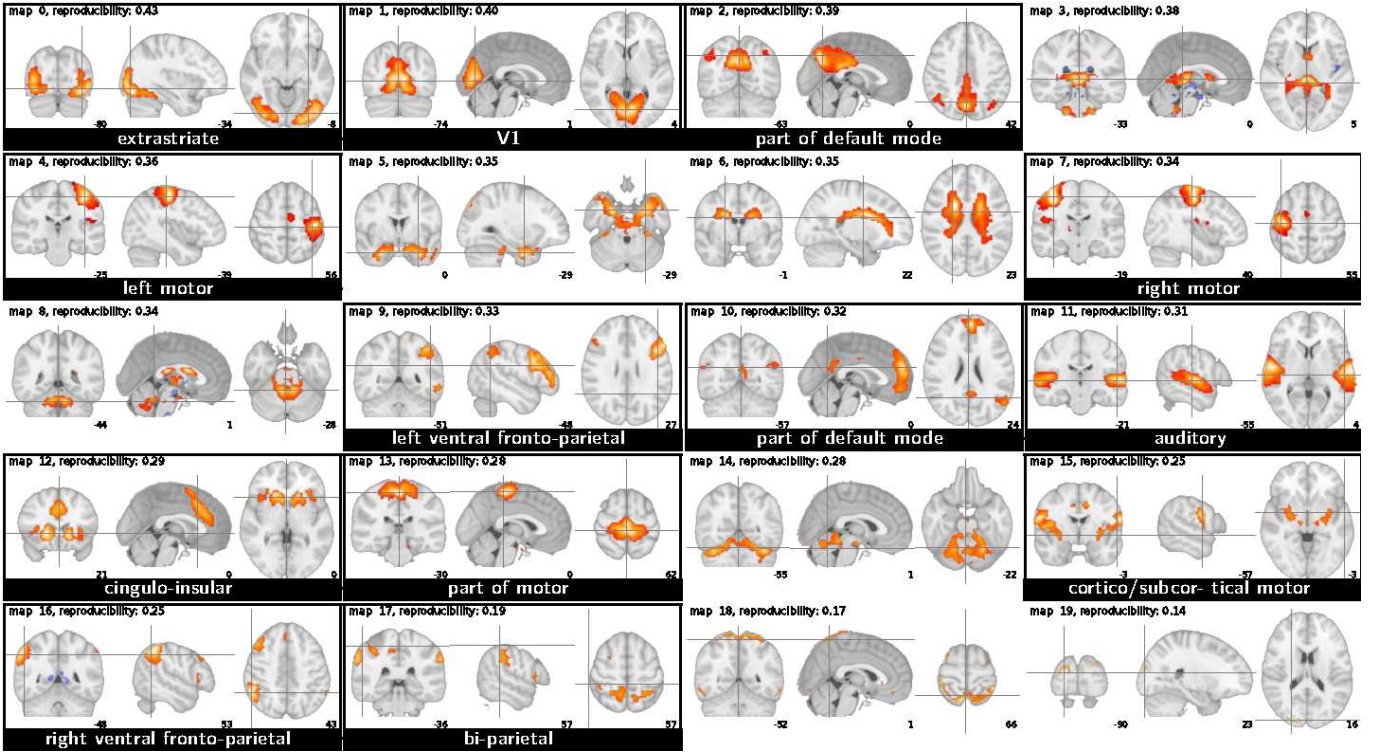 map 0, reproducibility: 0.43
-80 -34 -8
extrastriate
map 1, reproducibility: 0.40
-74 1 4
V1
map 2, reproducibility: 0.39
-63 0 42
part of default mode
map 3, reproducibility: 0.38
-33 0 5
map 4, reproducibility: 0.36
-25 -39 56
left motor
map 5, reproducibility: 0.35
0 -29 -29
map 6, reproducibility: 0.35
-1 22 23
map 7, reproducibility: 0.34
-19 40 55
right motor
map 8, reproducibility: 0.34
-44 1 -28
map 9, reproducibility: 0.33
-51 -48 27
left ventral fronto-parietal
map 10, reproducibility: 0.32
-57 0 24
part of default mode
map 11, reproducibility: 0.31
-21 -55 4
auditory
map 12, reproducibility: 0.29
21 0 -3
cingulo-insular
map 13, reproducibility: 0.28
-30 0 62
part of motor
map 14, reproducibility: 0.28
-55 1 -22
map 15, reproducibility: 0.25
-1 -57 -3
cortico/subcor- tical motor
map 16, reproducibility: 0.25
-48 53 43
right ventral fronto-parietal
map 17, reproducibility: 0.19
-36 57 57
bi-parietal
map 18, reproducibility: 0.17
-52 1 66
map 19, reproducibility: 0.14
-90 23 16